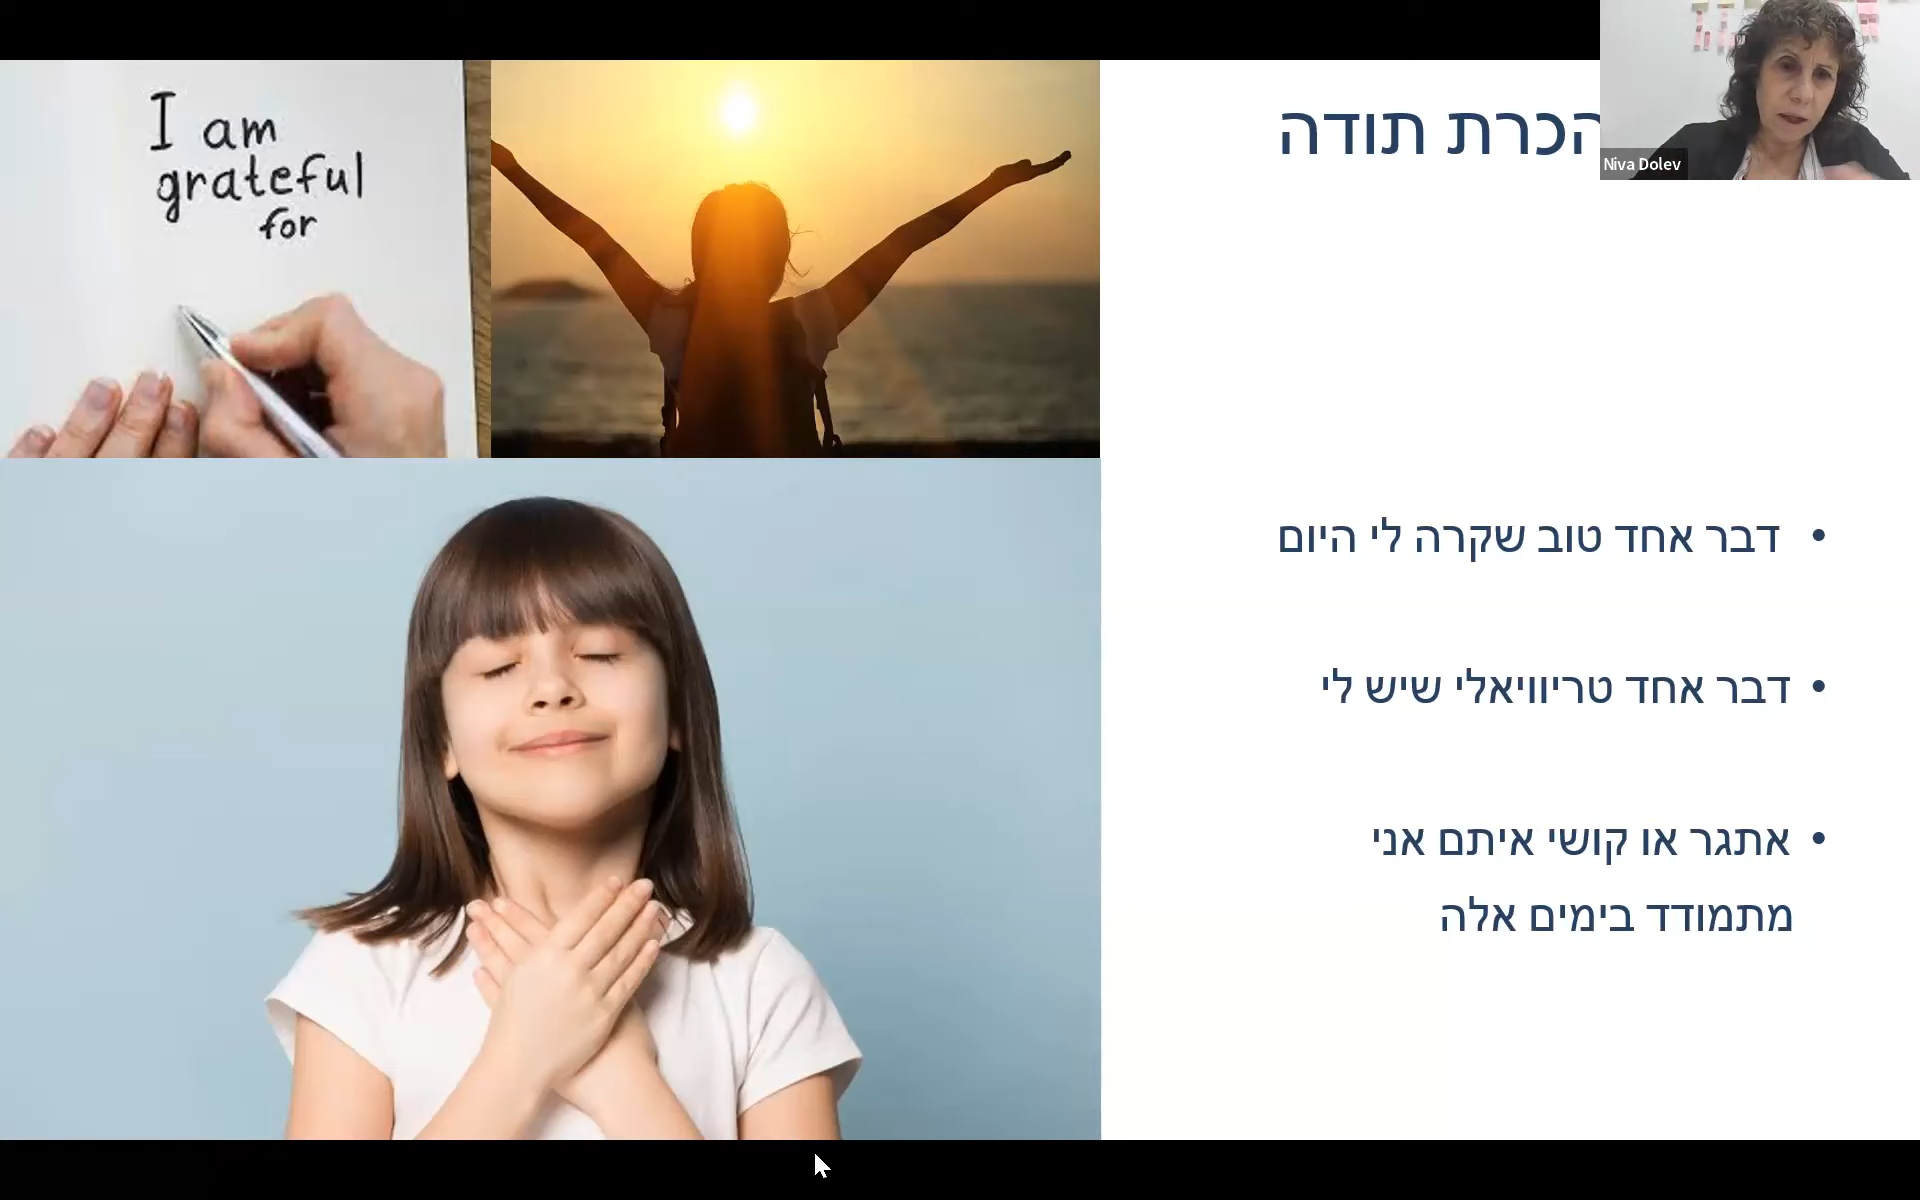 I am
grateful
for
הכרת תודה
Niva Dolev
• דבר אחד טוב שקרה לי היום
• דבר אחד טריוויאלי שיש לי
• אתגר או קושי איתם אני
מתמודד בימים אלה